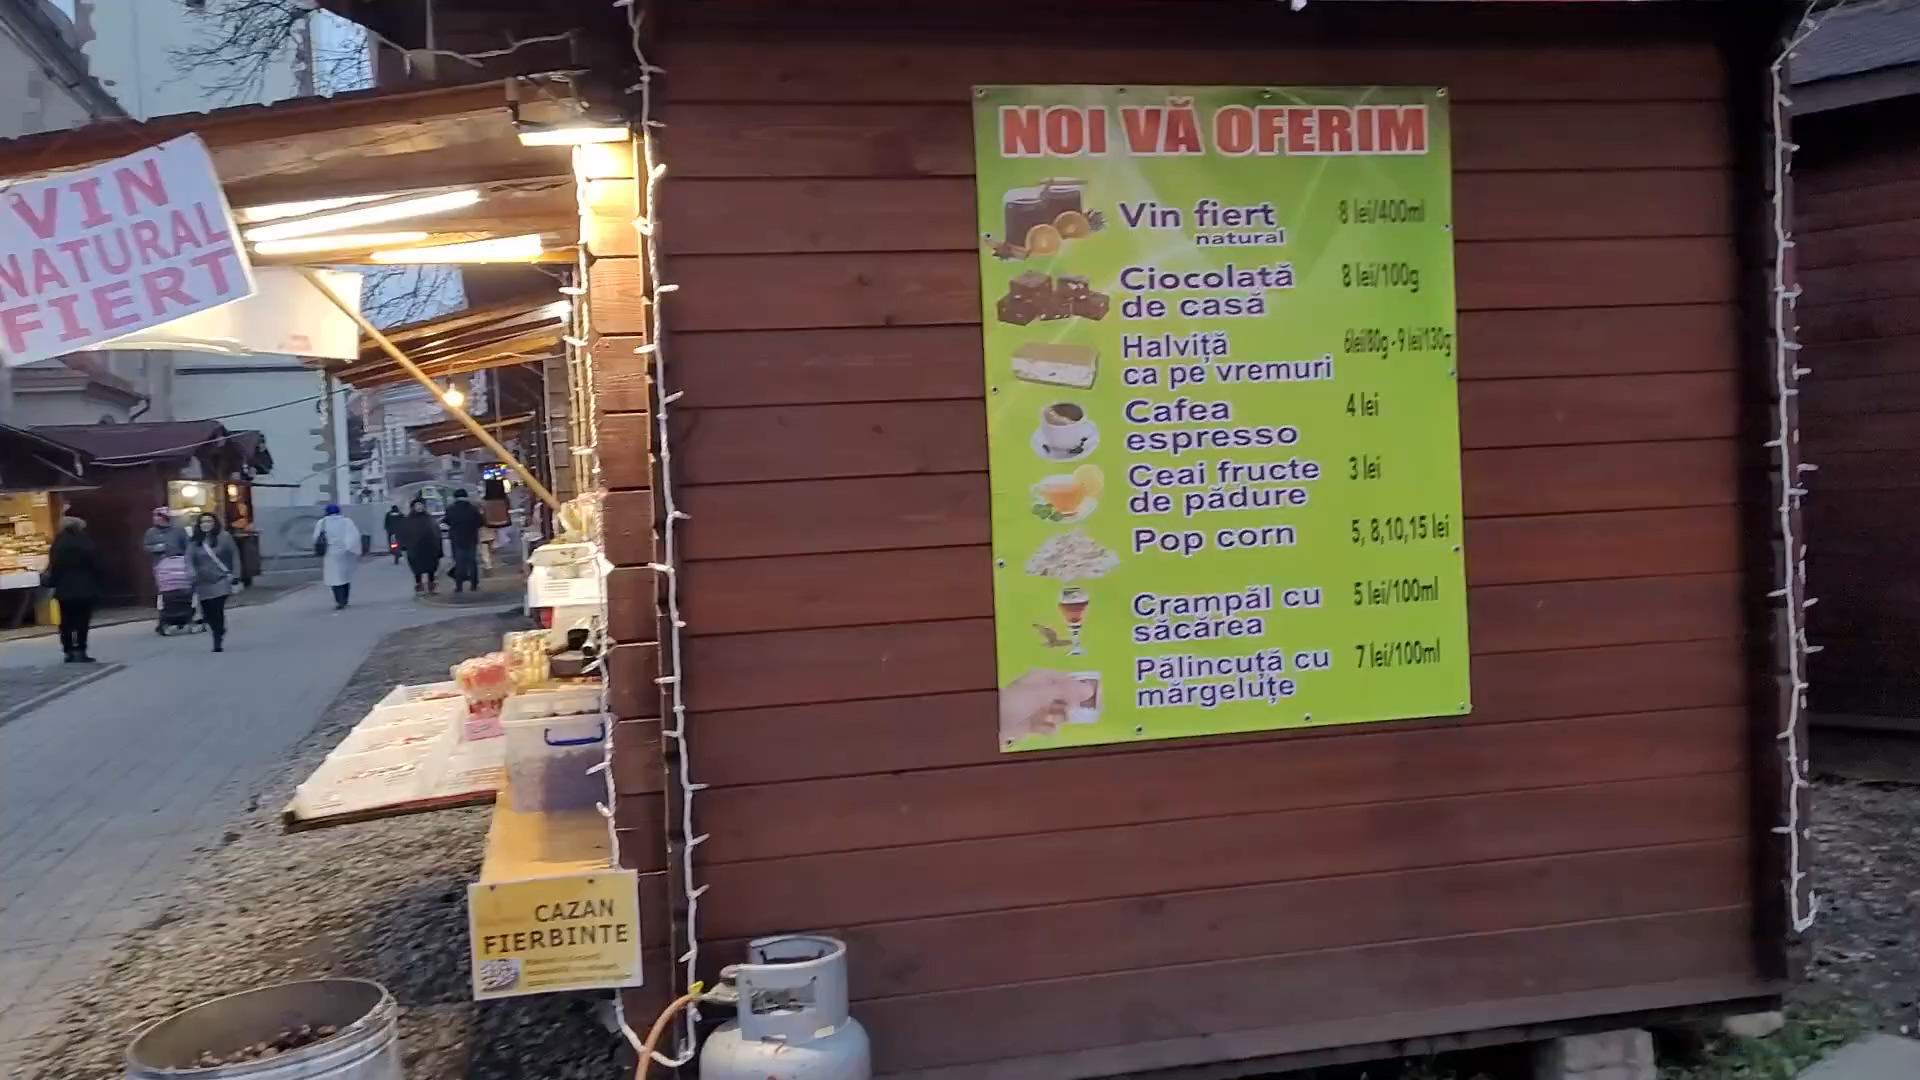 VIN
NATURAL
FIERT
NOI VĂ OFERIM
Vin fiert 8 lei/400ml
natural
Ciocolată 8 lei/100g
de casă
Halviță 6lei/80g - 9 lei/130g
ca pe vremuri
Cafea 4 lei
espresso
Ceai fructe 3 lei
de pădure
Pop corn 5, 8,10,15 lei
Crampăl cu 5 lei/100ml
săcărea
Pălincuță cu 7 lei/100ml
mărgeluțe
CAZAN
FIERBINTE